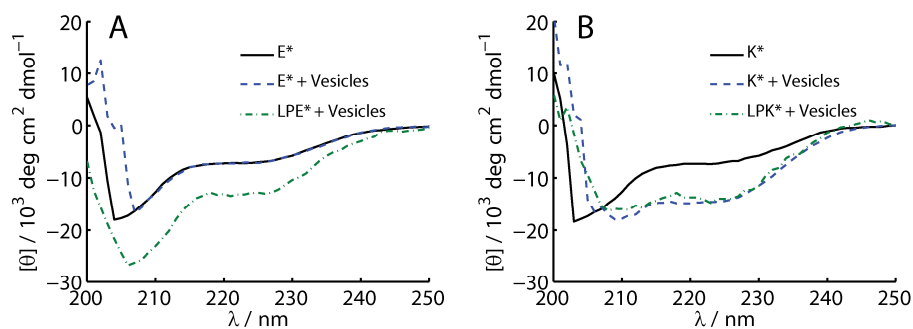 A
[θ] / 10³ deg cm² dmol⁻¹
20
10
0
−10
−20
−30
E*
E* + Vesicles
LPE* + Vesicles
200
210
220
230
240
250
λ / nm
B
[θ] / 10³ deg cm² dmol⁻¹
20
10
0
−10
−20
−30
K*
K* + Vesicles
LPK* + Vesicles
200
210
220
230
240
250
λ / nm